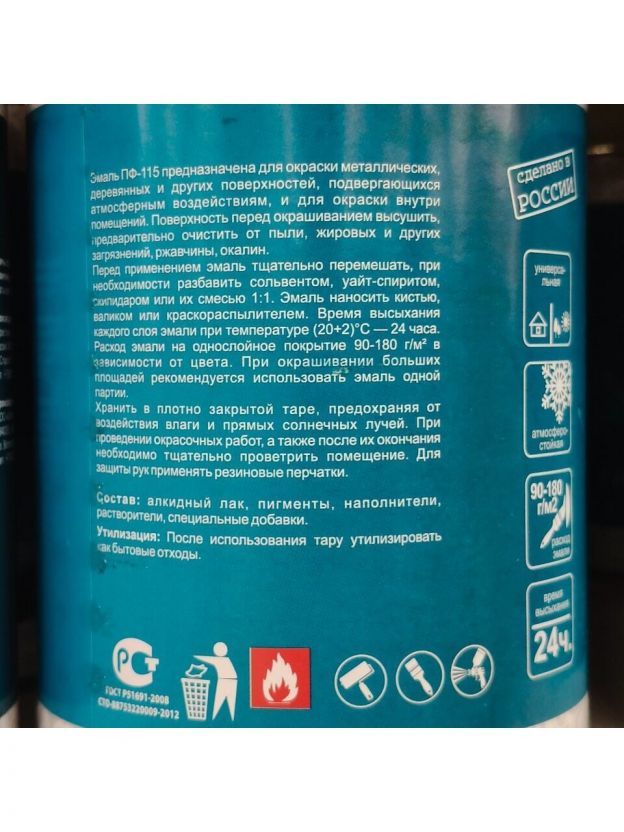 Эмаль ПФ-115 предназначена для окраски металлических,
деревянных и других поверхностей, подвергающихся
атмосферным воздействиям, и для окраски внутри
помещений. Поверхность перед окрашиванием высушить,
предварительно очистить от пыли, жировых и других
загрязнений, ржавчины, окалин.
Перед применением эмаль тщательно перемешать, при
необходимости разбавить сольвентом, уайт-спиритом,
скипидаром или их смесью 1:1. Эмаль наносить кистью,
валиком или краскораспылителем. Время высыхания
каждого слоя эмали при температуре (20+2)°С — 24 часа.
Расход эмали на однослойное покрытие 90-180 г/м² в
зависимости от цвета. При окрашивании больших
площадей рекомендуется использовать эмаль одной
партии.
Хранить в плотно закрытой таре, предохраняя от
воздействия влаги и прямых солнечных лучей. При
проведении окрасочных работ, а также после их окончания
необходимо тщательно проветрить помещение. Для
защиты рук применять резиновые перчатки.
Состав: алкидный лак, пигменты, наполнители,
растворители, специальные добавки.
Утилизация: После использования тару утилизировать
как бытовые отходы.
РСТ
ГОСТ Р51691-2008
СТО-88753220009-2012
сделано в
РОССИИ
универса-
льная
атмосферо-
стойкая
90-180
г/м2
расход
эмали
время
высыхания
24ч.